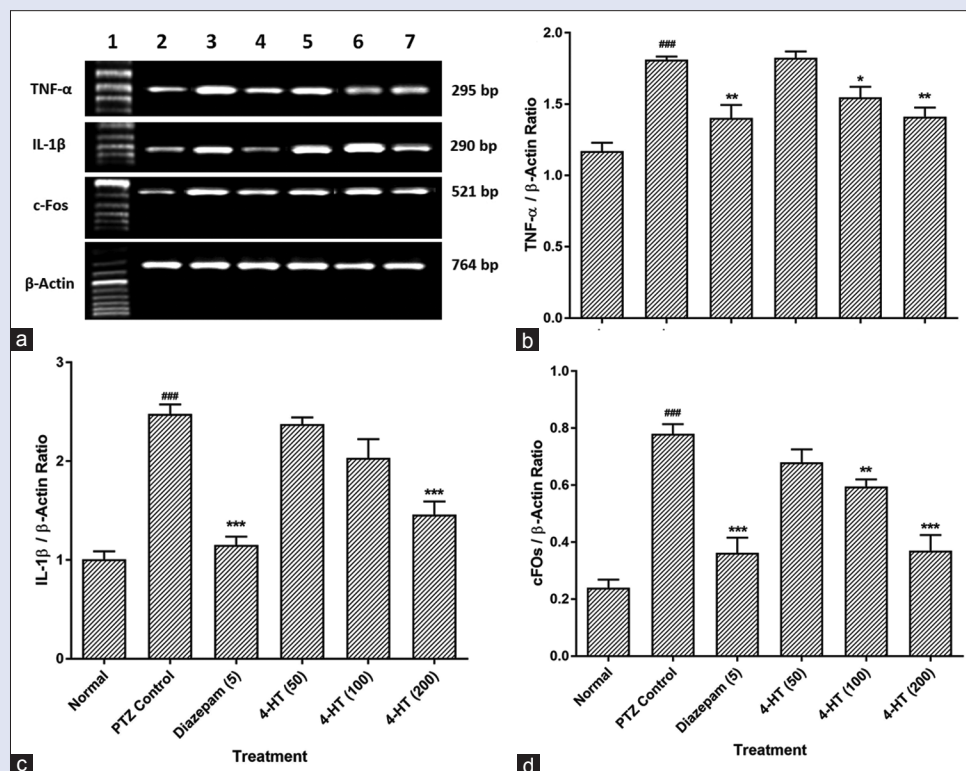 1 2 3 4 5 6 7
TNF-α
295 bp
IL-1β
290 bp
c-Fos
521 bp
β-Actin
764 bp
a
TNF-α / β-Actin Ratio
2.0
1.5
1.0
0.5
0.0
###
**
*
**
b
IL-1β / β-Actin Ratio
3
2
1
0
###
***
***
Normal
PTZ Control
Diazepam (5)
4-HT (50)
4-HT (100)
4-HT (200)
Treatment
c
cFOs / β-Actin Ratio
1.0
0.8
0.6
0.4
0.2
0.0
###
***
**
***
Normal
PTZ Control
Diazepam (5)
4-HT (50)
4-HT (100)
4-HT (200)
Treatment
d